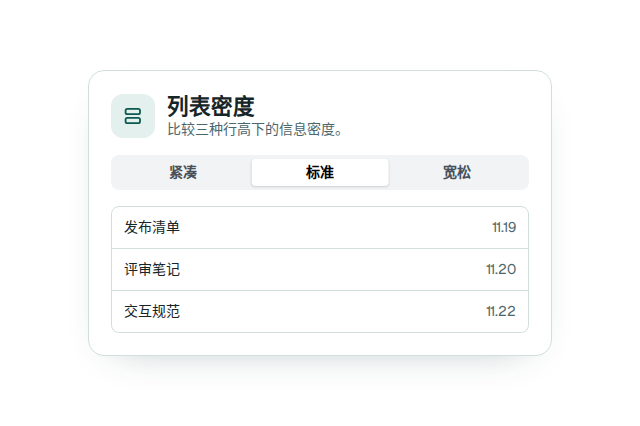 列表密度
比较三种行高下的信息密度。
紧凑 标准 宽松
发布清单 11.19
评审笔记 11.20
交互规范 11.22